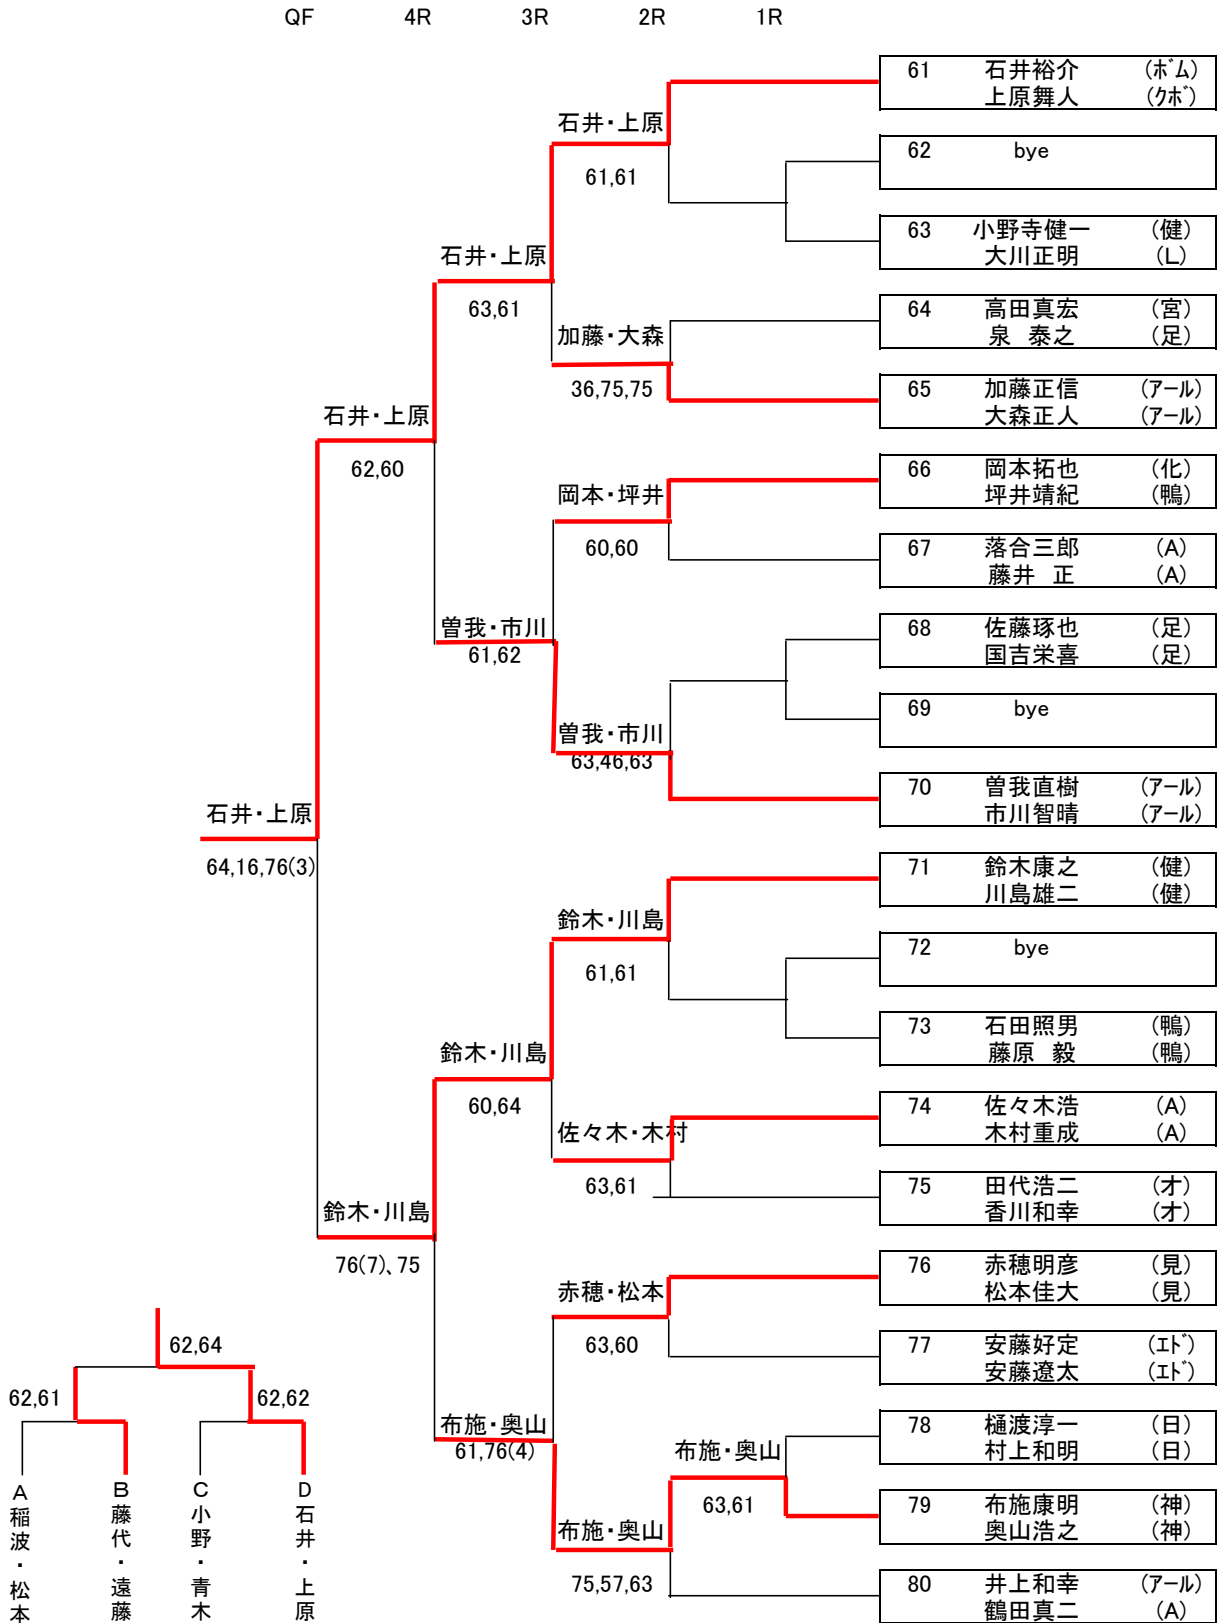 QF 4R 3R 2R 1R
61 石井裕介 (ボム)
上原舞人 (クボ)
石井・上原
62 bye
61,61
63 小野寺健一 (健)
大川正明 (L)
石井・上原
64 高田真宏 (宮)
泉 泰之 (足)
63,61
加藤・大森
65 加藤正信 (アール)
大森正人 (アール)
36,75,75
石井・上原
66 岡本拓也 (化)
坪井靖紀 (鴨)
62,60
岡本・坪井
67 落合三郎 (A)
藤井 正 (A)
60,60
68 佐藤琢也 (足)
国吉栄喜 (足)
曽我・市川
61,62
69 bye
曽我・市川
63,46,63
70 曽我直樹 (アール)
市川智晴 (アール)
石井・上原
64,16,76(3)
71 鈴木康之 (健)
川島雄二 (健)
鈴木・川島
72 bye
61,61
73 石田照男 (鴨)
藤原 毅 (鴨)
鈴木・川島
74 佐々木浩 (A)
木村重成 (A)
60,64
佐々木・木村
75 田代浩二 (才)
香川和幸 (才)
63,61
鈴木・川島
76(7)、75
76 赤穂明彦 (見)
松本佳大 (見)
赤穂・松本
77 安藤好定 (エド)
安藤遼太 (エド)
63,60
62,64
62,61 62,62
78 樋渡淳一 (日)
村上和明 (日)
布施・奥山
61,76(4)
布施・奥山
79 布施康明 (神)
奥山浩之 (神)
63,61
布施・奥山
80 井上和幸 (アール)
鶴田真二 (A)
75,57,63
A稲波・松本
B藤代・遠藤
C小野・青木
D石井・上原